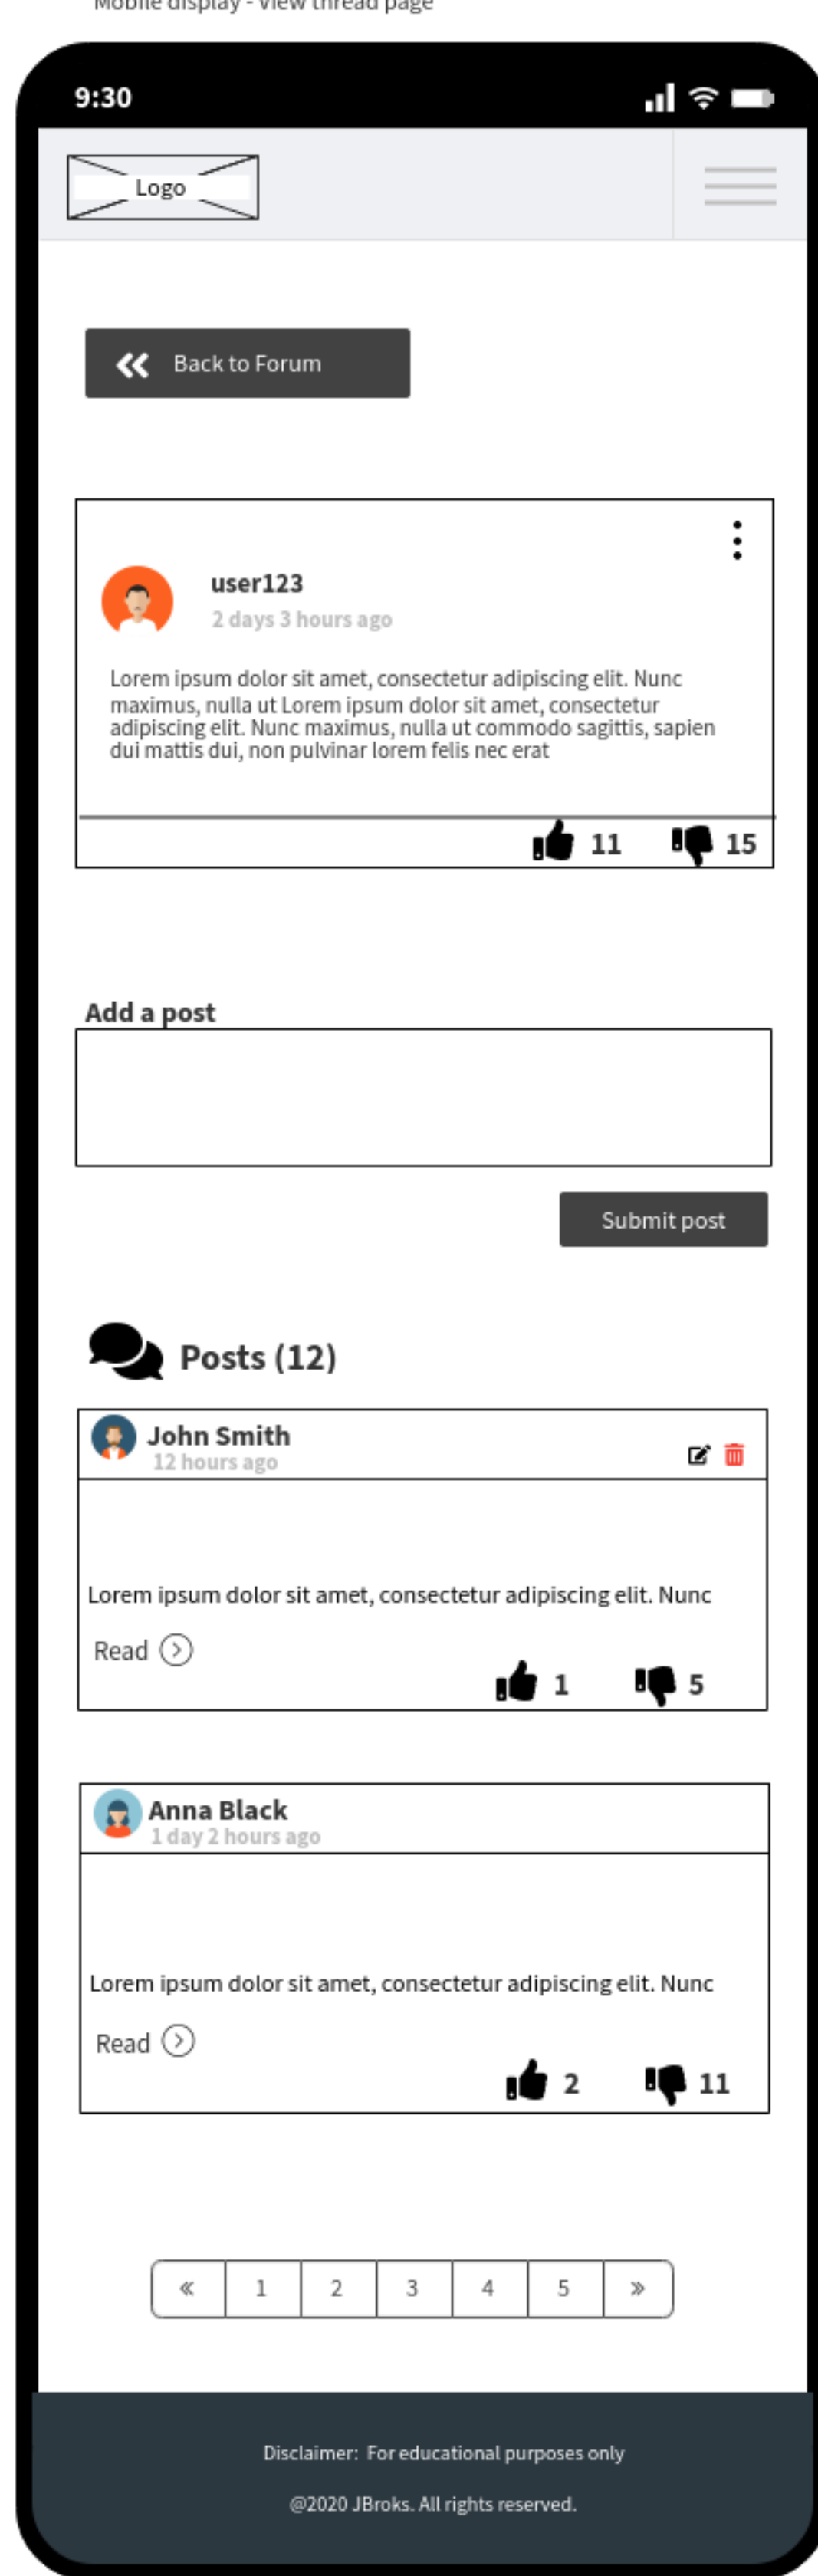 Mobile display - View thread page
9:30
Logo
Back to Forum
user123
2 days 3 hours ago
Lorem ipsum dolor sit amet, consectetur adipiscing elit. Nunc
maximus, nulla ut Lorem ipsum dolor sit amet, consectetur
adipiscing elit. Nunc maximus, nulla ut commodo sagittis, sapien
dui mattis dui, non pulvinar lorem felis nec erat
11 15
Add a post
Submit post
Posts (12)
John Smith
12 hours ago
Lorem ipsum dolor sit amet, consectetur adipiscing elit. Nunc
Read
1 5
Anna Black
1 day 2 hours ago
Lorem ipsum dolor sit amet, consectetur adipiscing elit. Nunc
Read
2 11
« 1 2 3 4 5 »
Disclaimer: For educational purposes only
@2020 JBroks. All rights reserved.